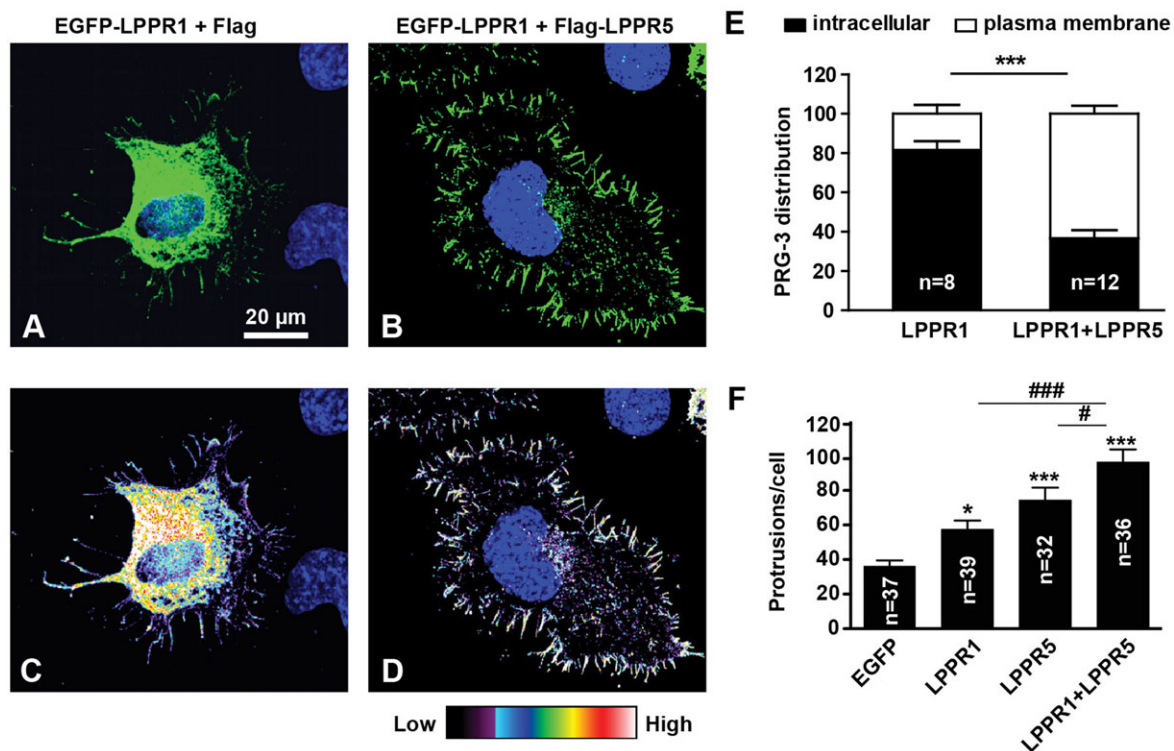 EGFP-LPPR1 + Flag
EGFP-LPPR1 + Flag-LPPR5
A
20 µm
B
C
D
Low
High
E
intracellular
plasma membrane
***
PRG-3 distribution
120
100
80
60
40
20
0
n=8
n=12
LPPR1
LPPR1+LPPR5
F
###
#
Protrusions/cell
120
100
80
60
40
20
0
*
***
***
n=37
n=39
n=32
n=36
EGFP
LPPR1
LPPR5
LPPR1+LPPR5